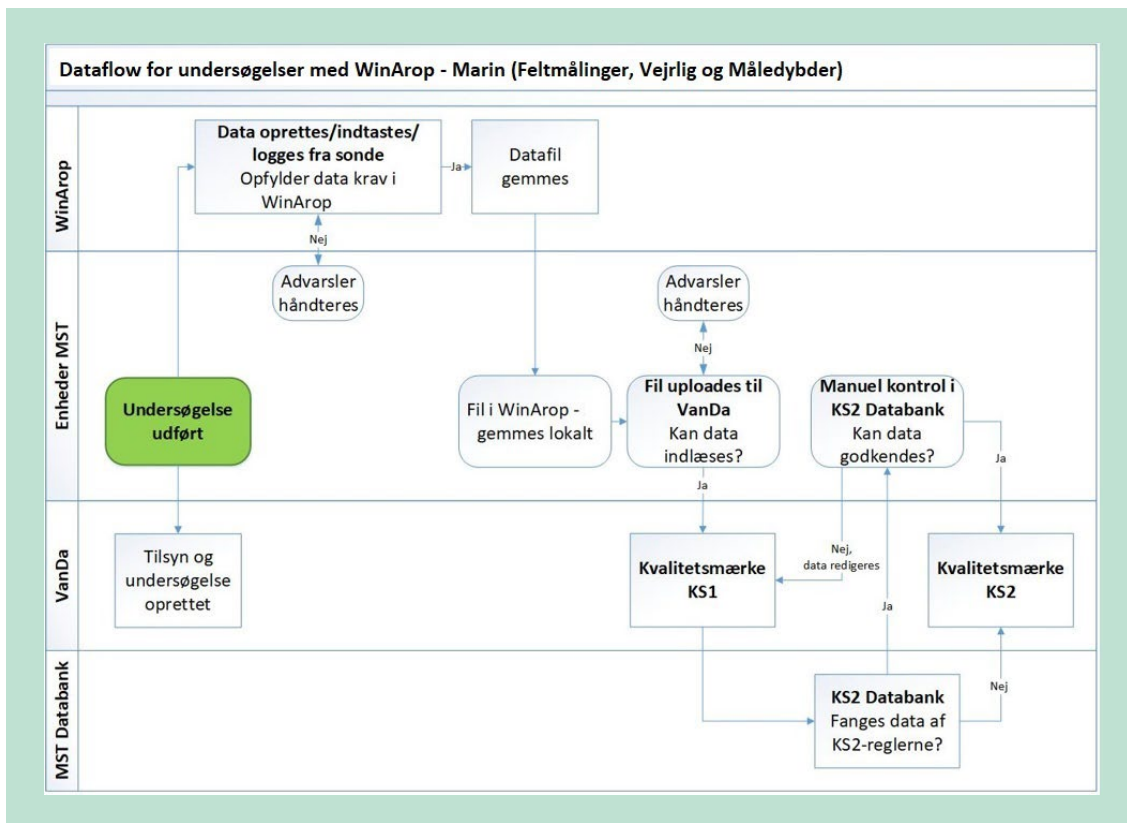 Dataflow for undersøgelser med WinArop - Marin (Feltmålinger, Vejrlig og Måledybder)
WinArop
Data oprettes/indtastes/
logges fra sonde
Opfylder data krav i
WinArop
Ja
Datafil
gemmes
Nej
Enheder MST
Advarsler
håndteres
Advarsler
håndteres
Nej
Undersøgelse
udført
Fil i WinArop -
gemmes lokalt
Fil uploades til
VanDa
Kan data
indlæses?
Manuel kontrol i
KS2 Databank
Kan data
godkendes?
Ja
Ja
VanDa
Tilsyn og
undersøgelse
oprettet
Kvalitetsmærke
KS1
Nej,
data redigeres
Kvalitetsmærke
KS2
Ja
MST Databank
KS2 Databank
Fanges data af
KS2-reglerne?
Nej